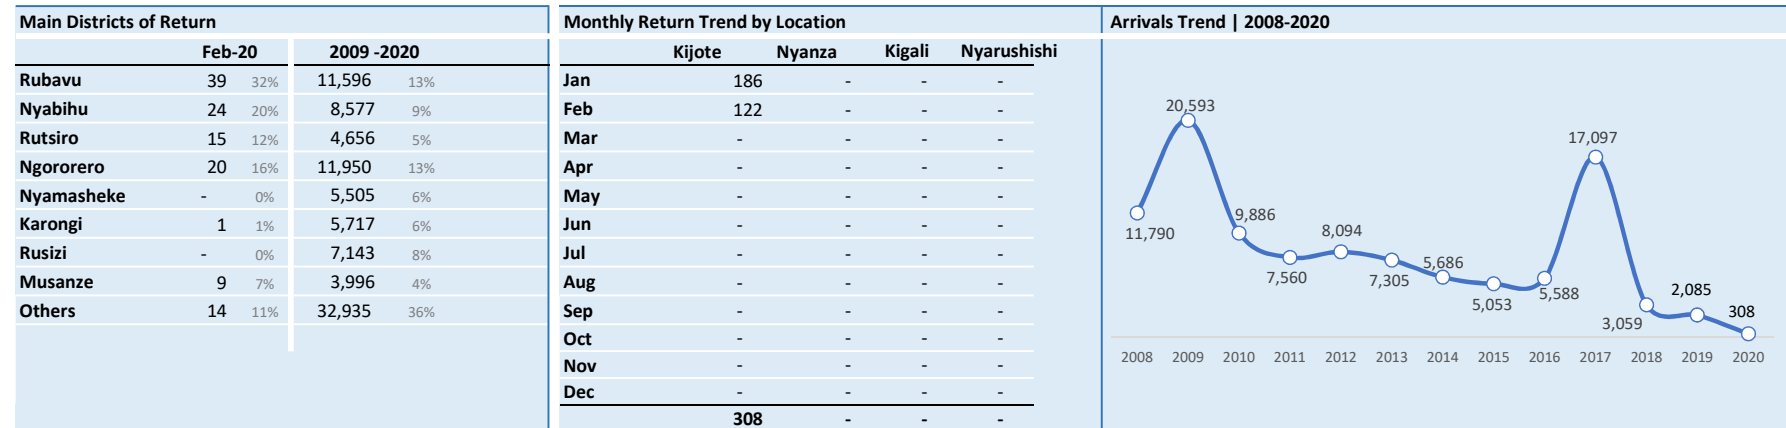 Main Districts of Return
Feb-20 2009 -2020
Rubavu 39 32% 11,596 13%
Nyabihu 24 20% 8,577 9%
Rutsiro 15 12% 4,656 5%
Ngororero 20 16% 11,950 13%
Nyamasheke - 0% 5,505 6%
Karongi 1 1% 5,717 6%
Rusizi - 0% 7,143 8%
Musanze 9 7% 3,996 4%
Others 14 11% 32,935 36%
Monthly Return Trend by Location
Kijote Nyanza Kigali Nyarushishi
Jan 186 - - -
Feb 122 - - -
Mar - - - -
Apr - - - -
May - - - -
Jun - - - -
Jul - - - -
Aug - - - -
Sep - - - -
Oct - - - -
Nov - - - -
Dec - - - -
308 - - -
Arrivals Trend | 2008-2020
20,593
17,097
9,886
11,790
8,094
7,560
7,305
5,686
5,053
5,588
3,059
2,085
308
2008 2009 2010 2011 2012 2013 2014 2015 2016 2017 2018 2019 2020